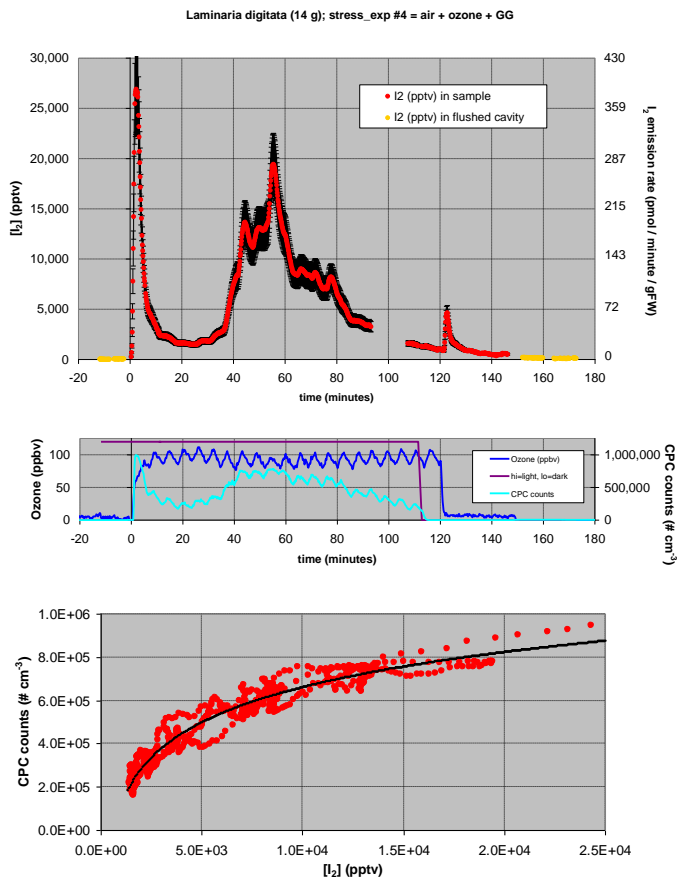 Laminaria digitata (14 g); stress_exp #4 = air + ozone + GG
30,000
25,000
20,000
15,000
10,000
5,000
0
[I2] (pptv)
430
359
287
215
143
72
0
I2 emission rate (pmol / minute / gFW)
I2 (pptv) in sample
I2 (pptv) in flushed cavity
-20 0 20 40 60 80 100 120 140 160 180
time (minutes)
100
50
0
Ozone (ppbv)
1,000,000
500,000
0
CPC counts (# cm-3)
Ozone (ppbv)
hi=light, lo=dark
CPC counts
-20 0 20 40 60 80 100 120 140 160 180
time (minutes)
1.0E+06
8.0E+05
6.0E+05
4.0E+05
2.0E+05
0.0E+00
CPC counts (# cm-3)
0.0E+00 5.0E+03 1.0E+04 1.5E+04 2.0E+04 2.5E+04
[I2] (pptv)